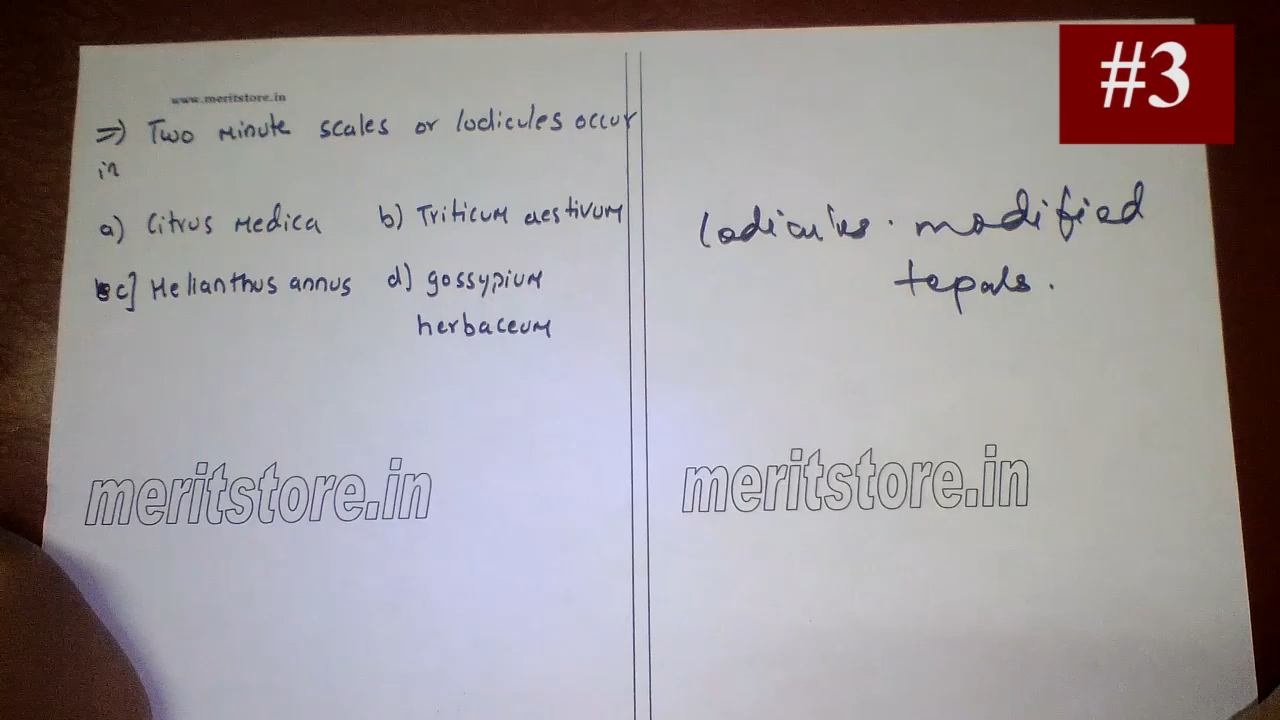 #3
www.meritstore.in
=> Two Minute scales or lodicules occur
in
a) Citrus Medica b) Triticum aestivum
c] Helianthus annus d) gossypium
herbaceum
lodicules. modified
tepals.
meritstore.in meritstore.in